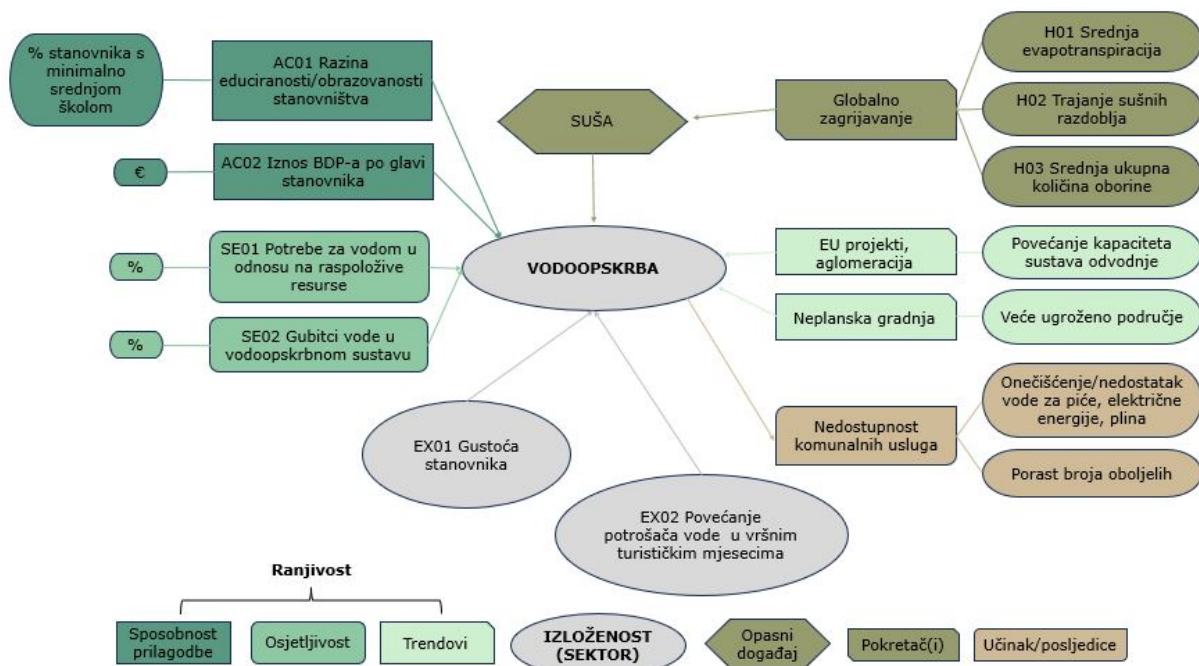 % stanovnika s
minimalno
srednjom
školom
AC01 Razina
educiranosti/obrazovanosti
stanovništva
€
AC02 Iznos BDP-a po glavi
stanovnika
%
SE01 Potrebe za vodom u
odnosu na raspoložive
resurse
%
SE02 Gubitci vode u
vodoopskrbnom sustavu
SUŠA
Globalno
zagrijavanje
H01 Srednja
evapotranspiracija
H02 Trajanje sušnih
razdoblja
H03 Srednja ukupna
količina oborine
VODOOPSKRBA
EU projekti,
aglomeracija
Povećanje kapaciteta
sustava odvodnje
Neplanska gradnja
Veće ugroženo područje
Nedostupnost
komunalnih usluga
Onečišćenje/nedostatak
vode za piće, električne
energije, plina
Porast broja oboljelih
EX01 Gustoća
stanovnika
EX02 Povećanje
potrošača vode u vršnim
turističkim mjesecima
Ranjivost
Sposobnost
prilagodbe
Osjetljivost
Trendovi
IZLOŽENOST
(SEKTOR)
Opasni
događaj
Pokretač(i)
Učinak/posljedice